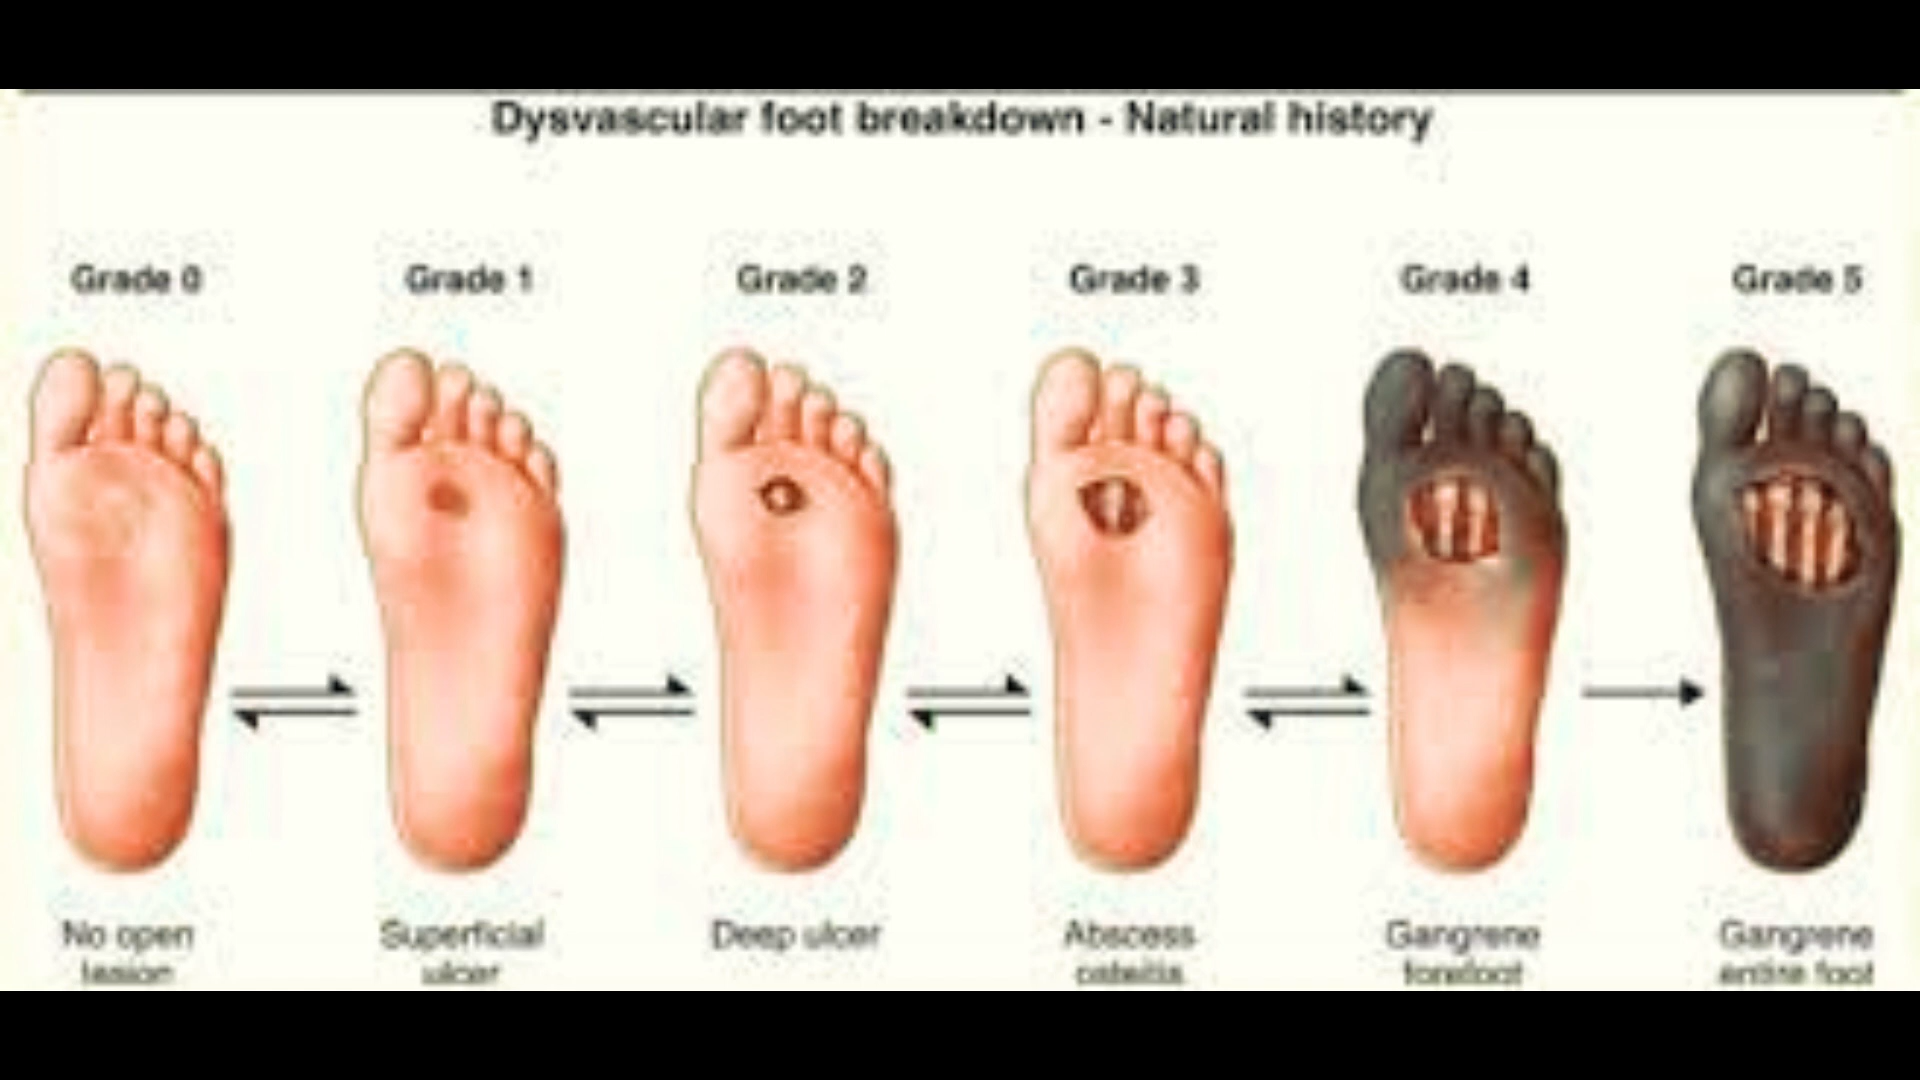 Dysvascular foot breakdown - Natural history
Grade 0
Grade 1
Grade 2
Grade 3
Grade 4
Grade 5
No open
lesion
Superficial
ulcer
Deep ulcer
Abscess
osteitis
Gangrene
forefoot
Gangrene
entire foot